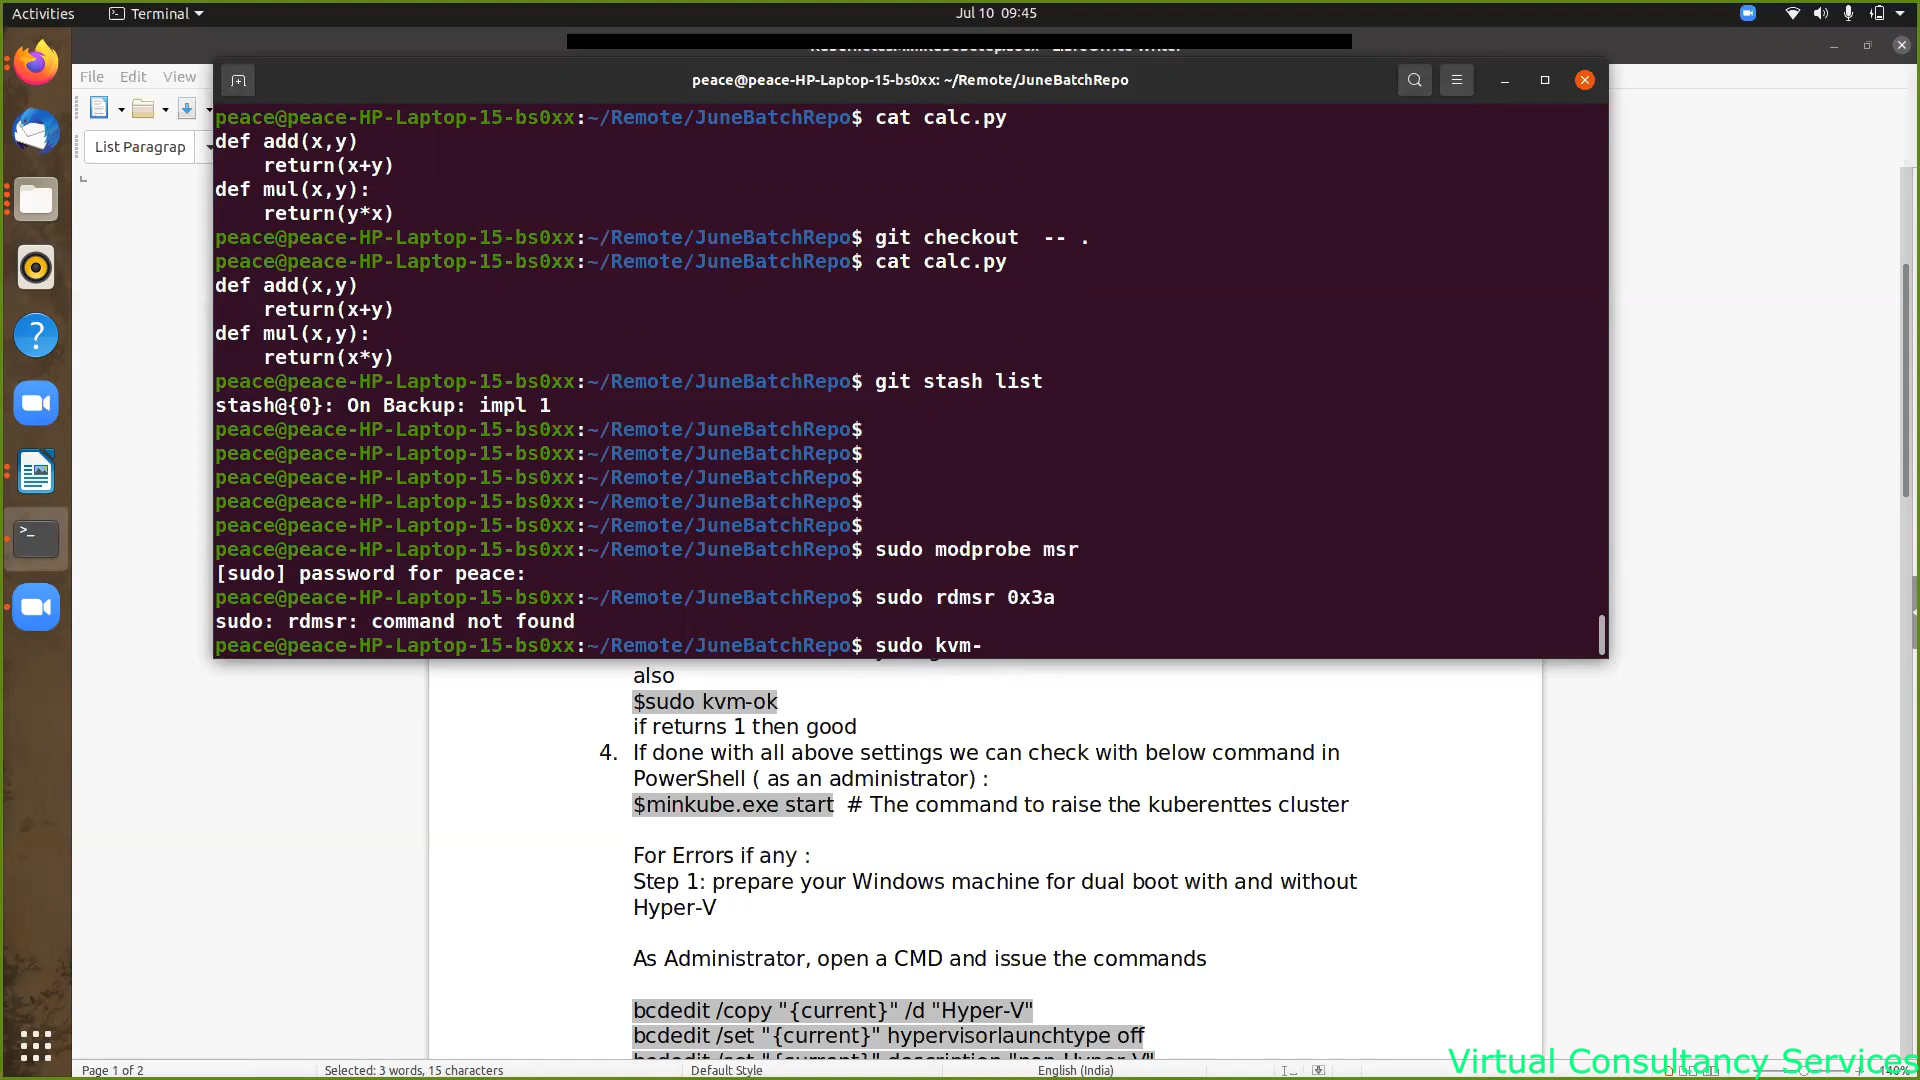 Activities
Terminal
Jul 10 09:45
File Edit View
List Paragrap
peace@peace-HP-Laptop-15-bs0xx: ~/Remote/JuneBatchRepo
peace@peace-HP-Laptop-15-bs0xx:~/Remote/JuneBatchRepo$ cat calc.py
def add(x,y)
return(x+y)
def mul(x,y):
return(y*x)
peace@peace-HP-Laptop-15-bs0xx:~/Remote/JuneBatchRepo$ git checkout  -- .
peace@peace-HP-Laptop-15-bs0xx:~/Remote/JuneBatchRepo$ cat calc.py
def add(x,y)
return(x+y)
def mul(x,y):
return(x*y)
peace@peace-HP-Laptop-15-bs0xx:~/Remote/JuneBatchRepo$ git stash list
stash@{0}: On Backup: impl 1
peace@peace-HP-Laptop-15-bs0xx:~/Remote/JuneBatchRepo$
peace@peace-HP-Laptop-15-bs0xx:~/Remote/JuneBatchRepo$
peace@peace-HP-Laptop-15-bs0xx:~/Remote/JuneBatchRepo$
peace@peace-HP-Laptop-15-bs0xx:~/Remote/JuneBatchRepo$
peace@peace-HP-Laptop-15-bs0xx:~/Remote/JuneBatchRepo$
peace@peace-HP-Laptop-15-bs0xx:~/Remote/JuneBatchRepo$ sudo modprobe msr
[sudo] password for peace:
peace@peace-HP-Laptop-15-bs0xx:~/Remote/JuneBatchRepo$ sudo rdmsr 0x3a
sudo: rdmsr: command not found
peace@peace-HP-Laptop-15-bs0xx:~/Remote/JuneBatchRepo$ sudo kvm-
also
$sudo kvm-ok
if returns 1 then good
4. If done with all above settings we can check with below command in
PowerShell ( as an administrator) :
$minkube.exe start # The command to raise the kuberenttes cluster
For Errors if any :
Step 1: prepare your Windows machine for dual boot with and without
Hyper-V
As Administrator, open a CMD and issue the commands
bcdedit /copy "{current}" /d "Hyper-V"
bcdedit /set "{current}" hypervisorlaunchtype off
bcdedit /set "{current}" description "non Hyper-V"
Virtual Consultancy Services
Page 1 of 2
Selected: 3 words, 15 characters
Default Style
English (India)
140%